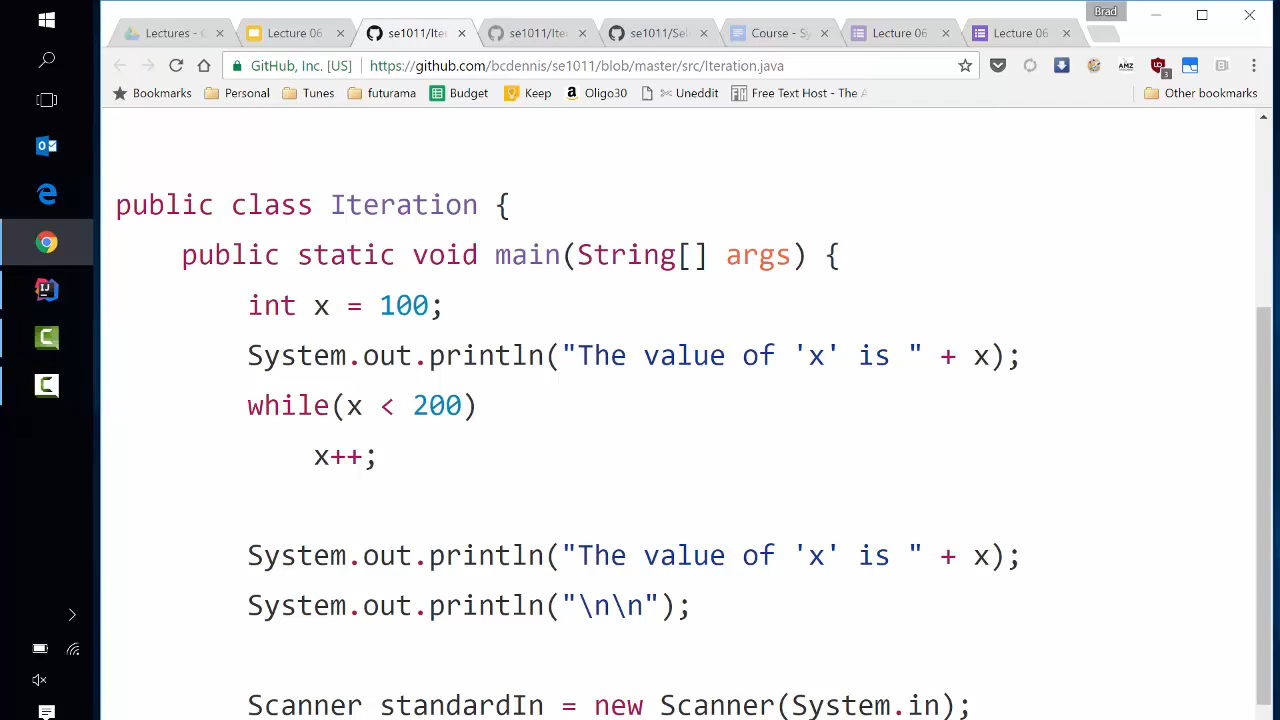 Brad
Lectures - G
Lecture 06
se1011/Iter
se1011/Iter
se1011/Sel
Course - Sy
Lecture 06
Lecture 06
GitHub, Inc. [US] https://github.com/bcdennis/se1011/blob/master/src/Iteration.java
AMZ
3
Bookmarks Personal Tunes futurama Budget Keep Oligo30 Uneddit Free Text Host - The A Other bookmarks
public class Iteration {
public static void main(String[] args) {
int x = 100;
System.out.println("The value of 'x' is " + x);
while(x < 200)
x++;
System.out.println("The value of 'x' is " + x);
System.out.println("\n\n");
Scanner standardIn = new Scanner(System.in);